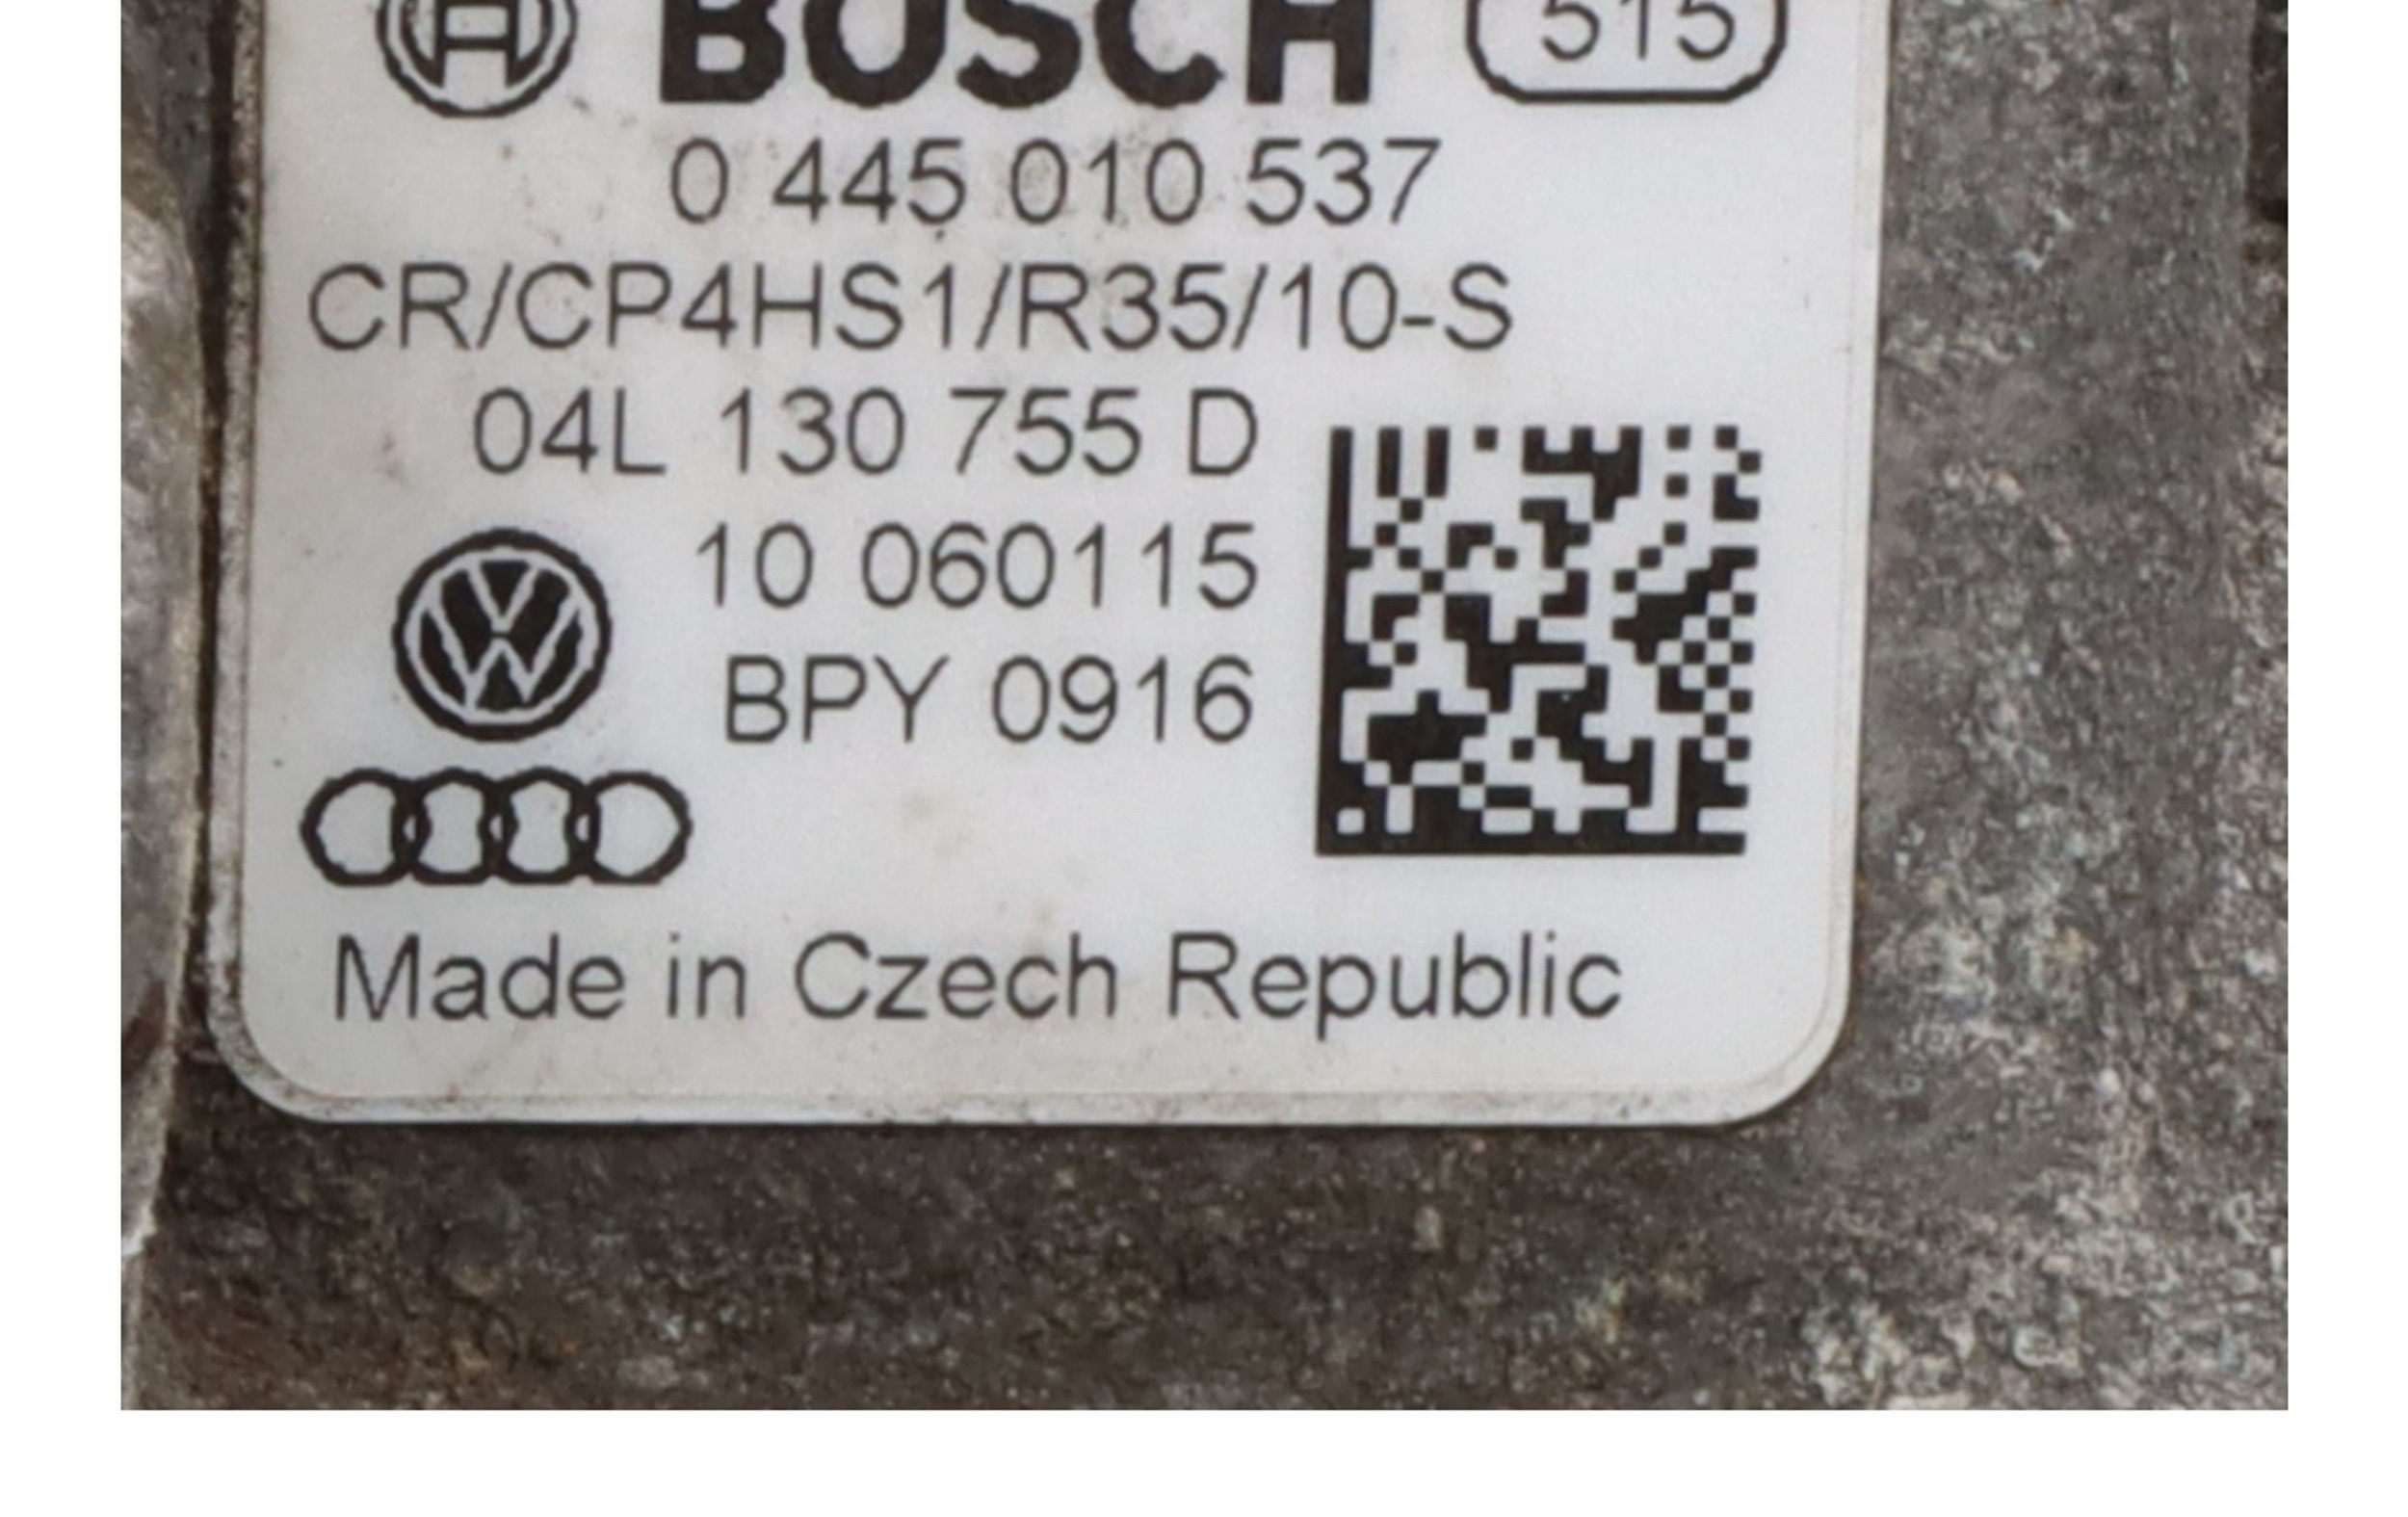 BOSCH 515
0 445 010 537
CR/CP4HS1/R35/10-S
04L 130 755 D
10 060115
BPY 0916
Made in Czech Republic